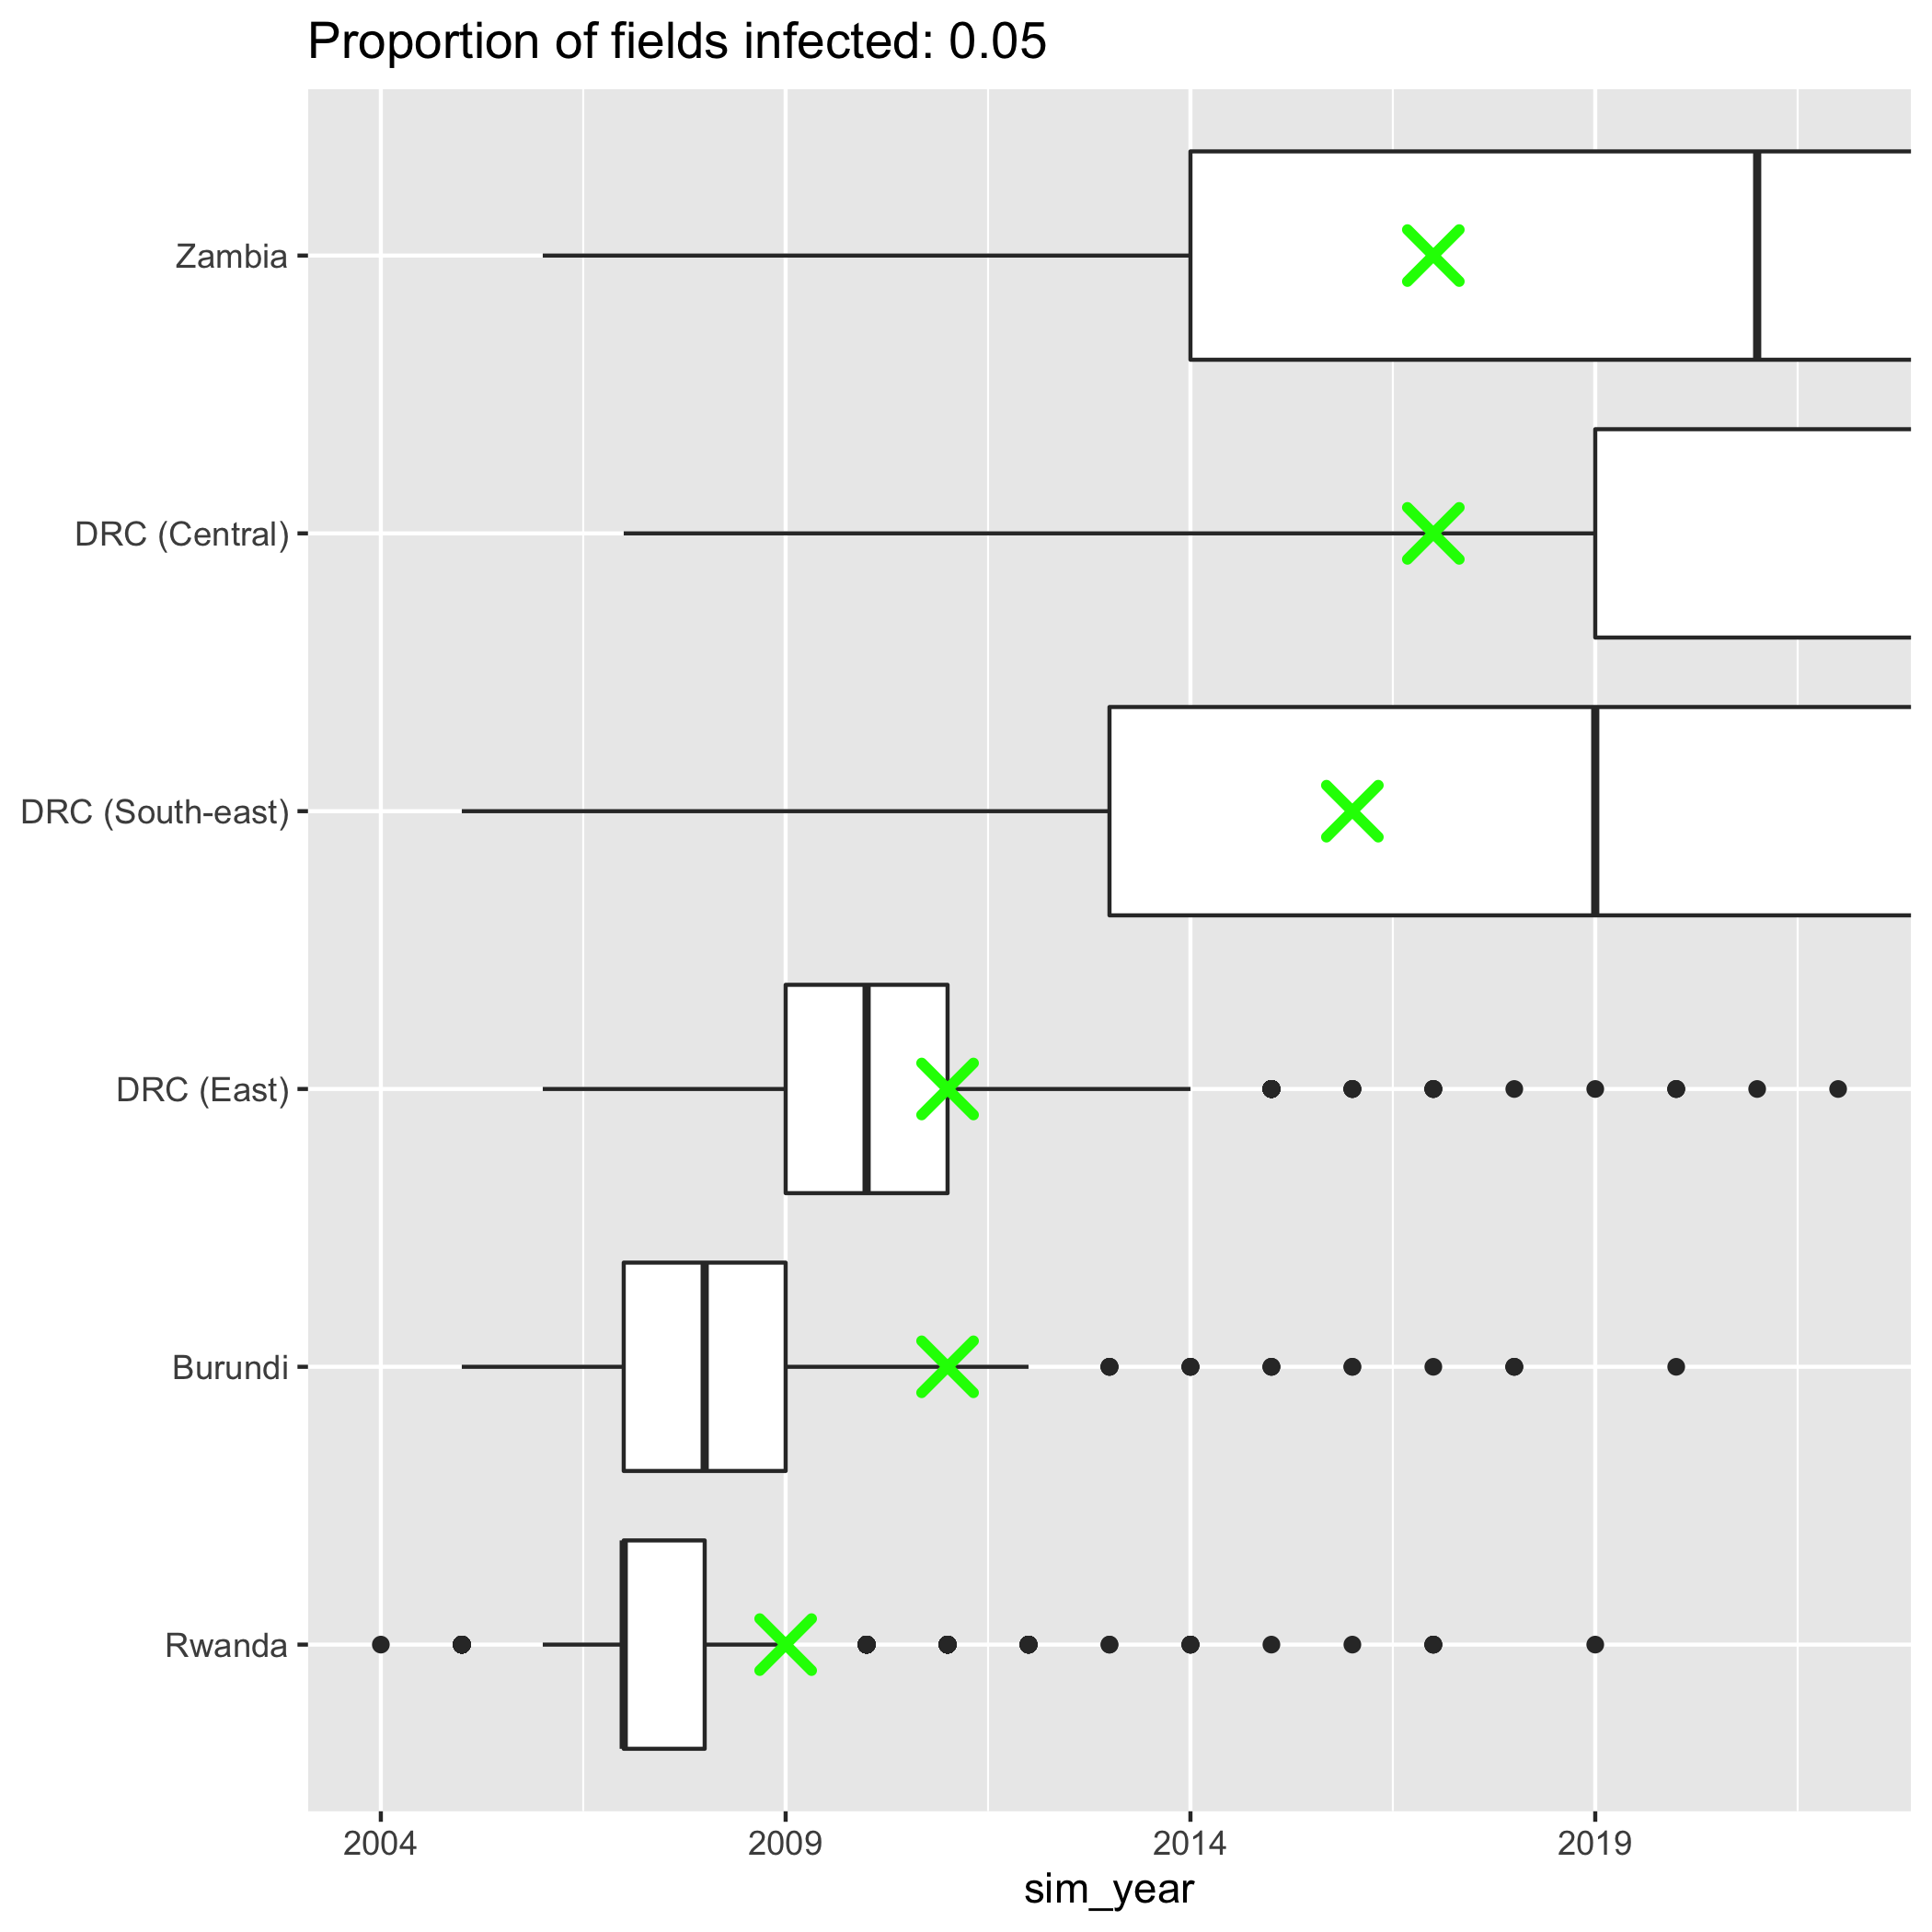 Proportion of fields infected: 0.05
Zambia
DRC (Central)
DRC (South-east)
DRC (East)
Burundi
Rwanda
2004 2009 2014 2019
sim_year